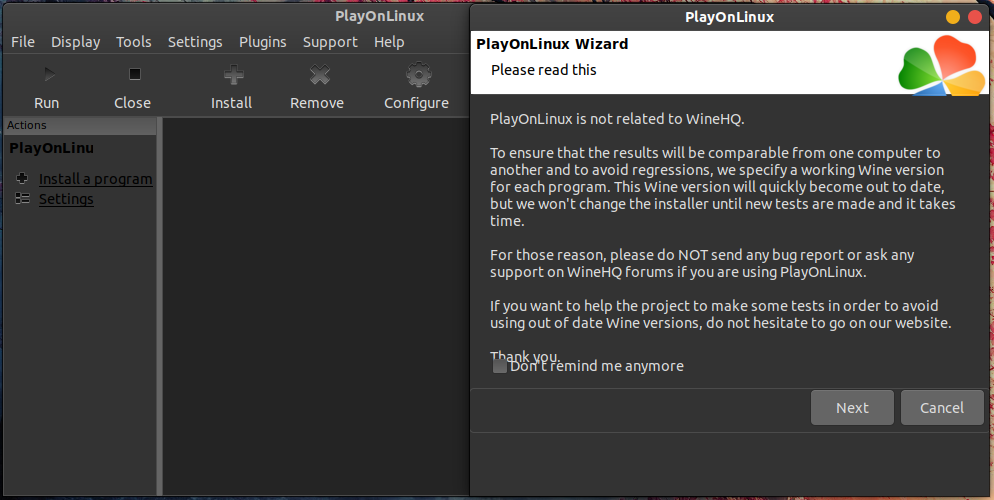 PlayOnLinux
File Display Tools Settings Plugins Support Help
Run Close Install Remove Configure
Actions
PlayOnLinu
Install a program
Settings
PlayOnLinux
PlayOnLinux Wizard
Please read this
PlayOnLinux is not related to WineHQ.
To ensure that the results will be comparable from one computer to
another and to avoid regressions, we specify a working Wine version
for each program. This Wine version will quickly become out to date,
but we won't change the installer until new tests are made and it takes
time.
For those reason, please do NOT send any bug report or ask any
support on WineHQ forums if you are using PlayOnLinux.
If you want to help the project to make some tests in order to avoid
using out of date Wine versions, do not hesitate to go on our website.
Thank you.
Don't remind me anymore
Next Cancel